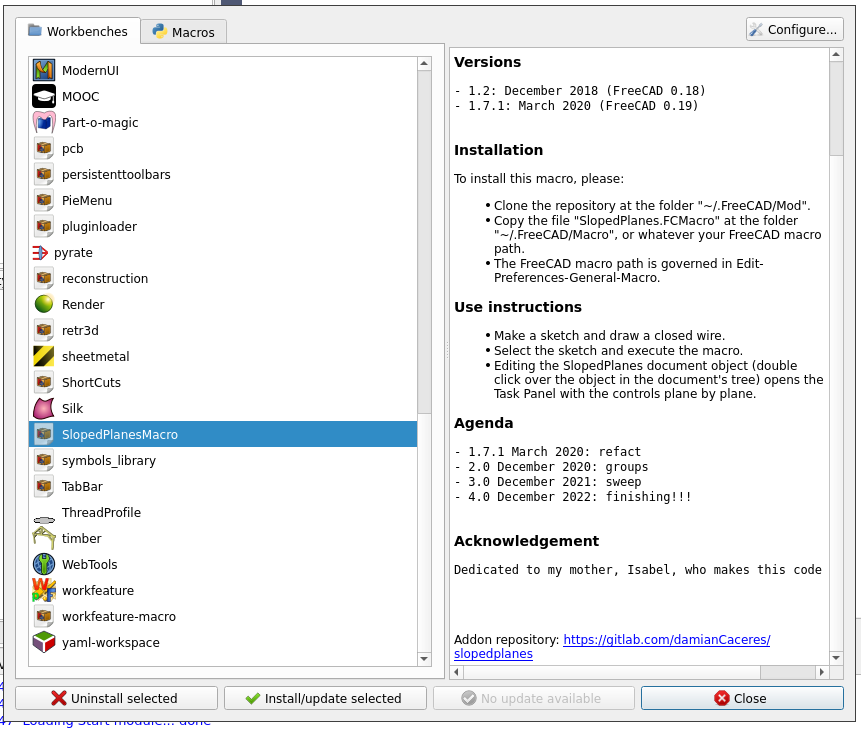 Workbenches
Macros
Configure...
ModernUI
MOOC
Part-o-magic
pcb
persistenttoolbars
PieMenu
pluginloader
pyrate
reconstruction
Render
retr3d
sheetmetal
ShortCuts
Silk
SlopedPlanesMacro
symbols_library
TabBar
ThreadProfile
timber
WebTools
workfeature
workfeature-macro
yaml-workspace
Versions
- 1.2: December 2018 (FreeCAD 0.18)
- 1.7.1: March 2020 (FreeCAD 0.19)
Installation
To install this macro, please:
• Clone the repository at the folder "~/.FreeCAD/Mod".
• Copy the file "SlopedPlanes.FCMacro" at the folder
"~/.FreeCAD/Macro", or whatever your FreeCAD macro
path.
• The FreeCAD macro path is governed in Edit-
Preferences-General-Macro.
Use instructions
• Make a sketch and draw a closed wire.
• Select the sketch and execute the macro.
• Editing the SlopedPlanes document object (double
click over the object in the document's tree) opens the
Task Panel with the controls plane by plane.
Agenda
- 1.7.1 March 2020: refact
- 2.0 December 2020: groups
- 3.0 December 2021: sweep
- 4.0 December 2022: finishing!!!
Acknowledgement
Dedicated to my mother, Isabel, who makes this code
Addon repository: https://gitlab.com/damianCaceres/
slopedplanes
Uninstall selected
Install/update selected
No update available
Close
Loading Start module... done